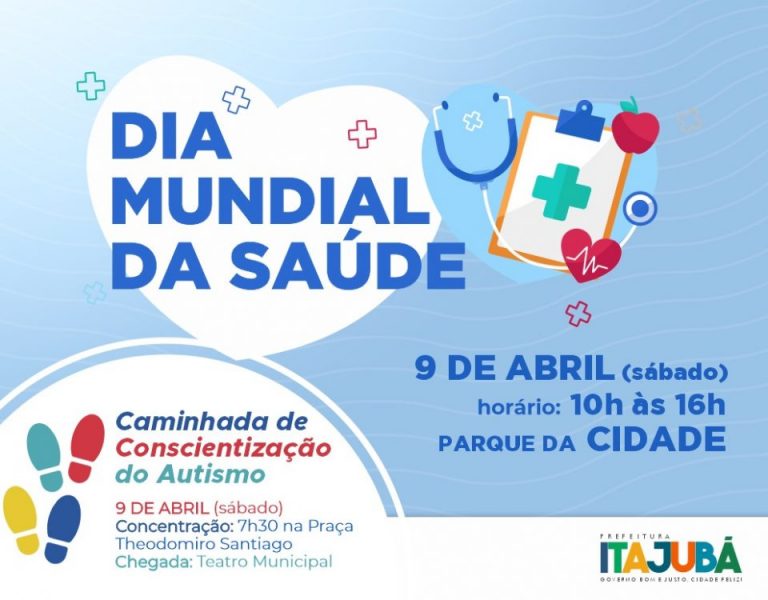 DIA
MUNDIAL
DA SAÚDE
9 DE ABRIL (sábado)
horário: 10h às 16h
PARQUE DA CIDADE
Caminhada de
Conscientização
do Autismo
9 DE ABRIL (sábado)
Concentração: 7h30 na Praça
Theodomiro Santiago
Chegada: Teatro Municipal
PREFEITURA
ITAJUBÁ
GOVERNO BOM E JUSTO, CIDADE FELIZ!